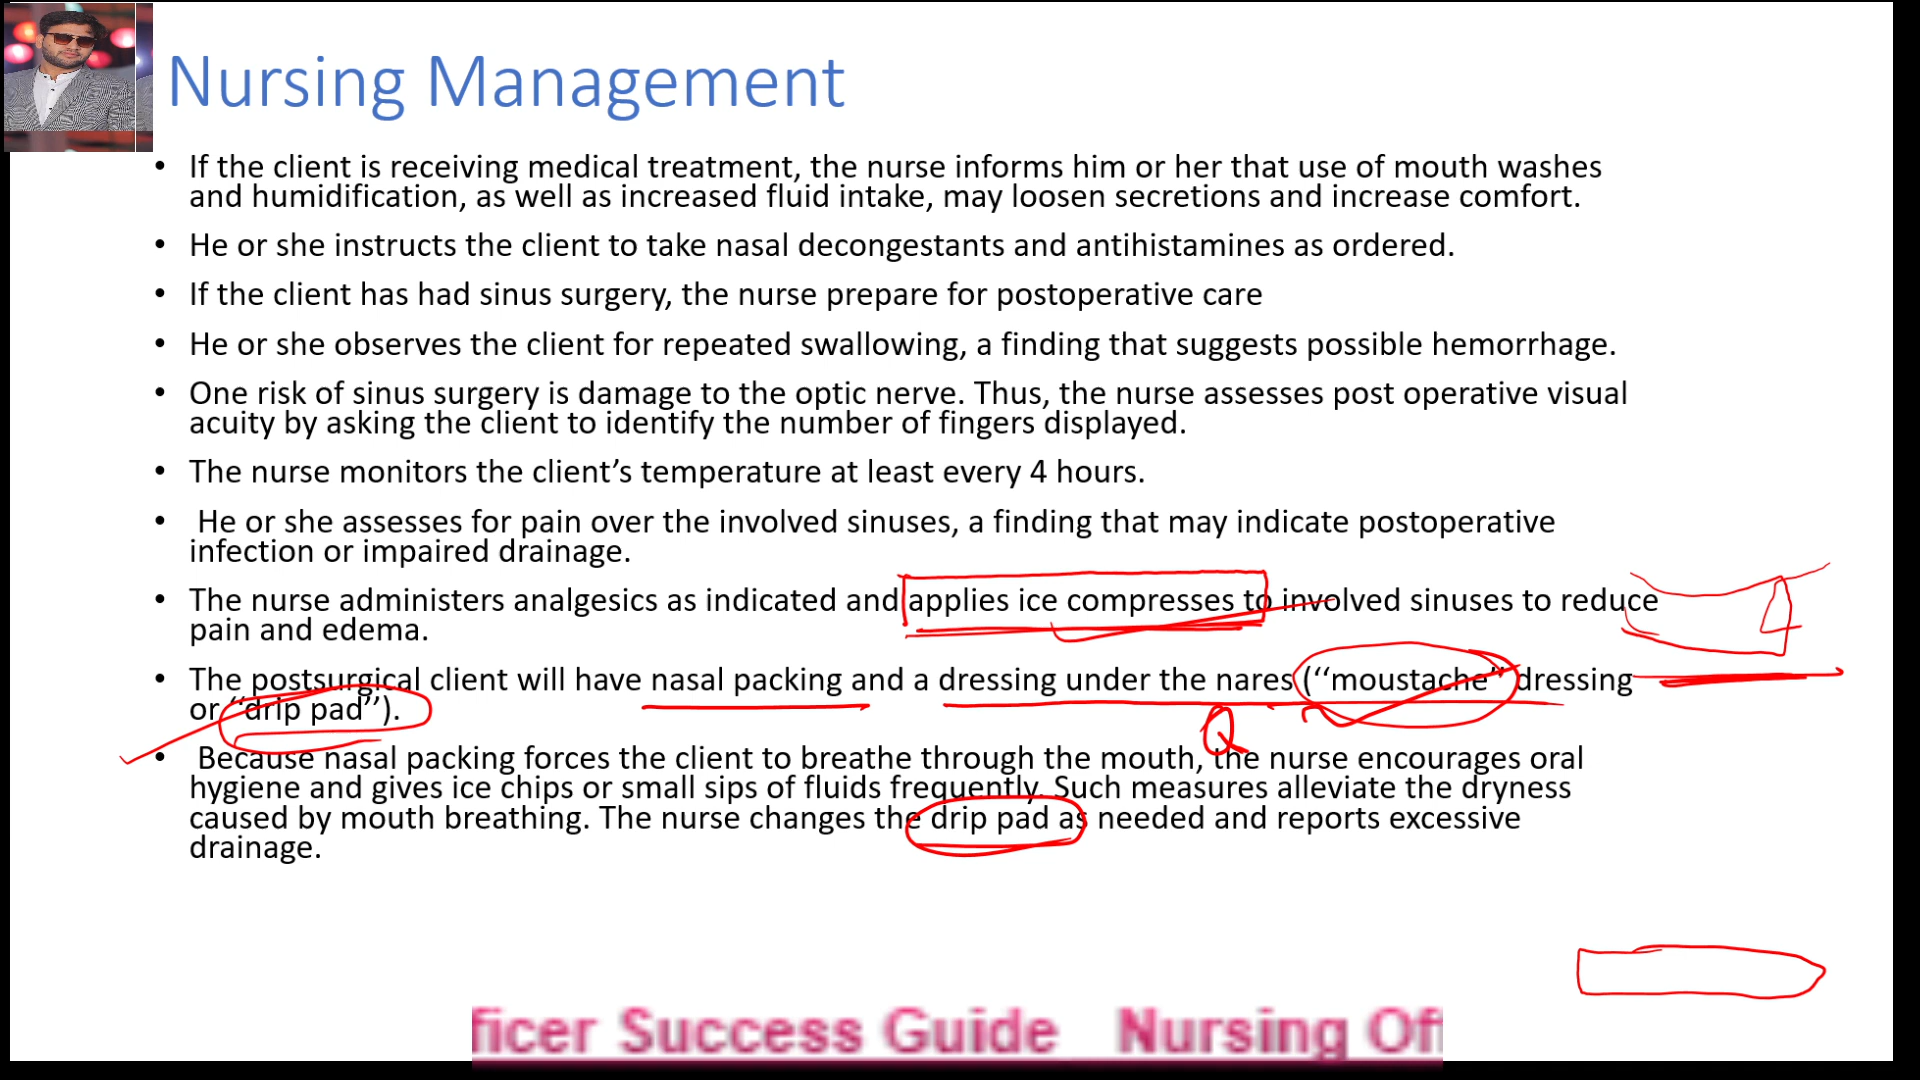 Nursing Management
• If the client is receiving medical treatment, the nurse informs him or her that use of mouth washes
and humidification, as well as increased fluid intake, may loosen secretions and increase comfort.
• He or she instructs the client to take nasal decongestants and antihistamines as ordered.
• If the client has had sinus surgery, the nurse prepare for postoperative care
• He or she observes the client for repeated swallowing, a finding that suggests possible hemorrhage.
• One risk of sinus surgery is damage to the optic nerve. Thus, the nurse assesses post operative visual
acuity by asking the client to identify the number of fingers displayed.
• The nurse monitors the client’s temperature at least every 4 hours.
• He or she assesses for pain over the involved sinuses, a finding that may indicate postoperative
infection or impaired drainage.
• The nurse administers analgesics as indicated and applies ice compresses to involved sinuses to reduce
pain and edema.
• The postsurgical client will have nasal packing and a dressing under the nares (‘‘moustache’’ dressing
or ‘‘drip pad’’).
Q
• Because nasal packing forces the client to breathe through the mouth, the nurse encourages oral
hygiene and gives ice chips or small sips of fluids frequently. Such measures alleviate the dryness
caused by mouth breathing. The nurse changes the drip pad as needed and reports excessive
drainage.
ficer Success Guide Nursing Of